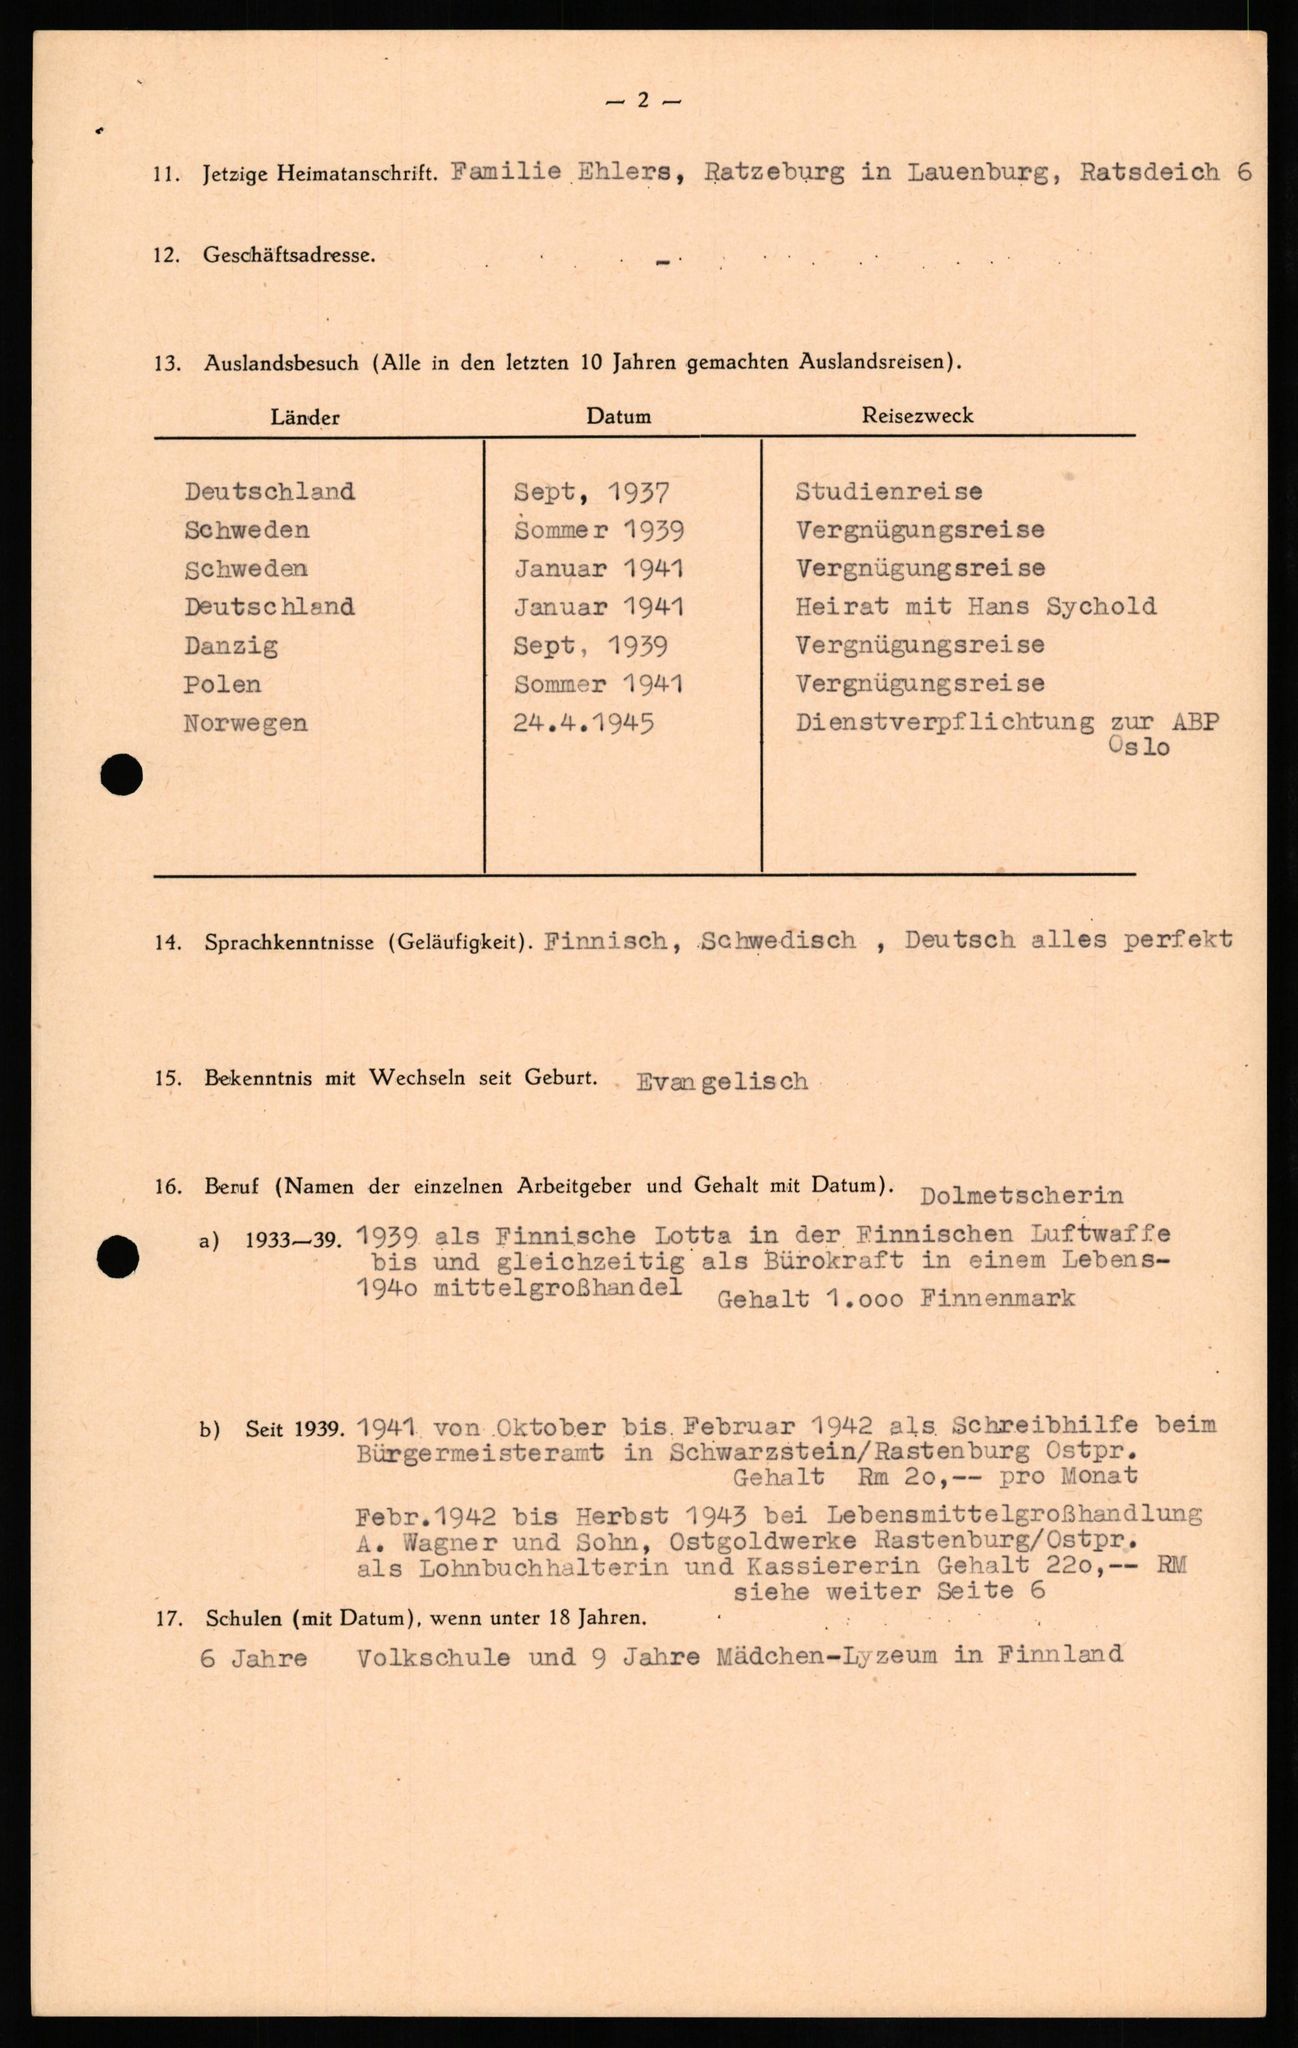 — 2 —
11. Jetzige Heimatanschrift. Familie Ehlers, Ratzeburg in Lauenburg, Ratsdeich 6
12. Geschäftsadresse. -
13. Auslandsbesuch (Alle in den letzten 10 Jahren gemachten Auslandsreisen).
Länder Datum Reisezweck
Deutschland Sept, 1937 Studienreise
Schweden Sommer 1939 Vergnügungsreise
Schweden Januar 1941 Vergnügungsreise
Deutschland Januar 1941 Heirat mit Hans Sychold
Danzig Sept, 1939 Vergnügungsreise
Polen Sommer 1941 Vergnügungsreise
Norwegen 24.4.1945 Dienstverpflichtung zur ABP
Oslo
14. Sprachkenntnisse (Geläufigkeit). Finnisch, Schwedisch , Deutsch alles perfekt
15. Bekenntnis mit Wechseln seit Geburt. Evangelisch
16. Beruf (Namen der einzelnen Arbeitgeber und Gehalt mit Datum). Dolmetscherin
a) 1933—39. 1939 als Finnische Lotta in der Finnischen Luftwaffe
bis und gleichzeitig als Bürokraft in einem Lebens-
194o mittelgroßhandel Gehalt 1.ooo Finnenmark
b) Seit 1939. 1941 von Oktober bis Februar 1942 als Schreibhilfe beim
Bürgermeisteramt in Schwarzstein/Rastenburg Ostpr.
Gehalt Rm 2o,-- pro Monat
Febr.1942 bis Herbst 1943 bei Lebensmittelgroßhandlung
A. Wagner und Sohn, Ostgoldwerke Rastenburg/Ostpr.
als Lohnbuchhalterin und Kassiererin Gehalt 22o,-- RM
siehe weiter Seite 6
17. Schulen (mit Datum), wenn unter 18 Jahren.
6 Jahre Volkschule und 9 Jahre Mädchen-Lyzeum in Finnland